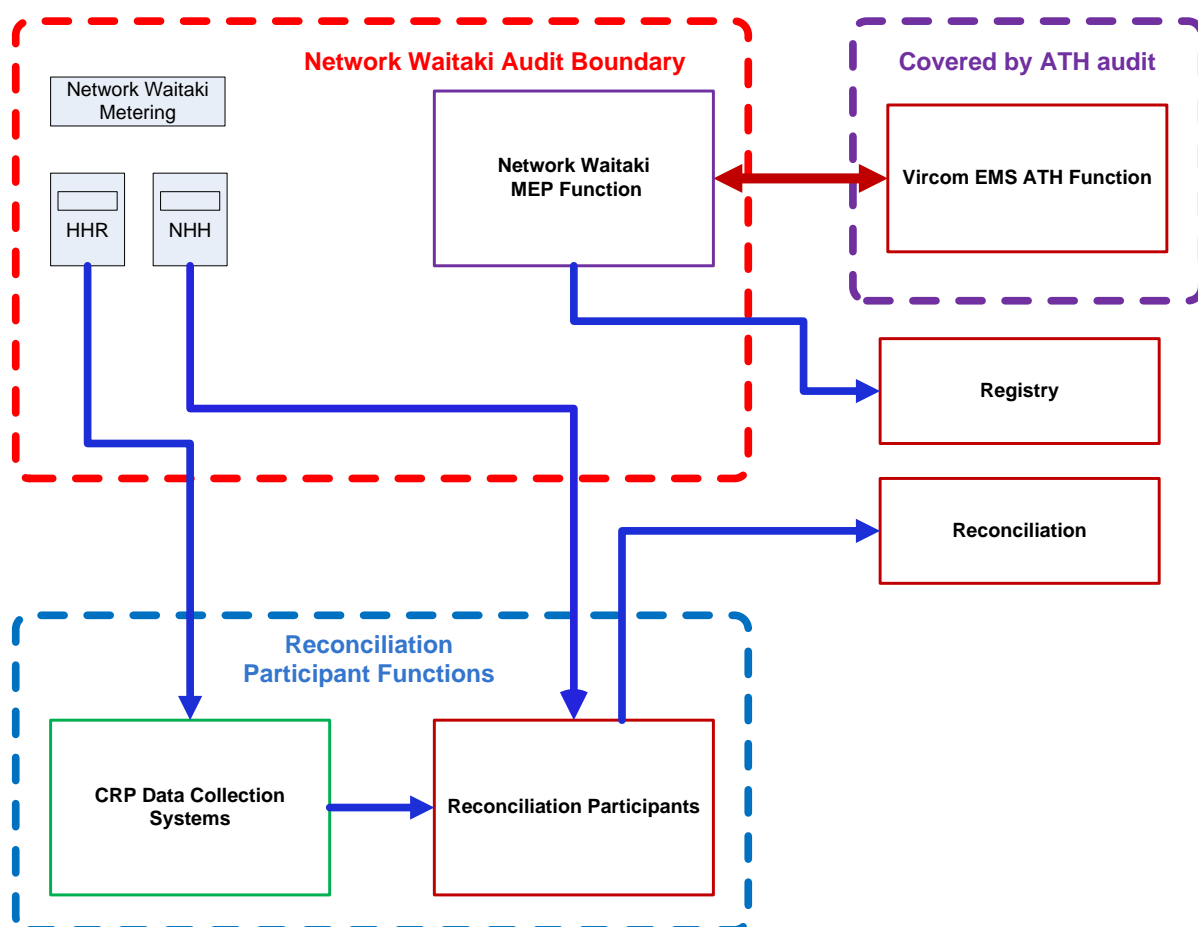 Network Waitaki Audit Boundary
Covered by ATH audit
Network Waitaki
Metering
HHR
NHH
Network Waitaki
MEP Function
Vircom EMS ATH Function
Registry
Reconciliation
Reconciliation
Participant Functions
CRP Data Collection
Systems
Reconciliation Participants